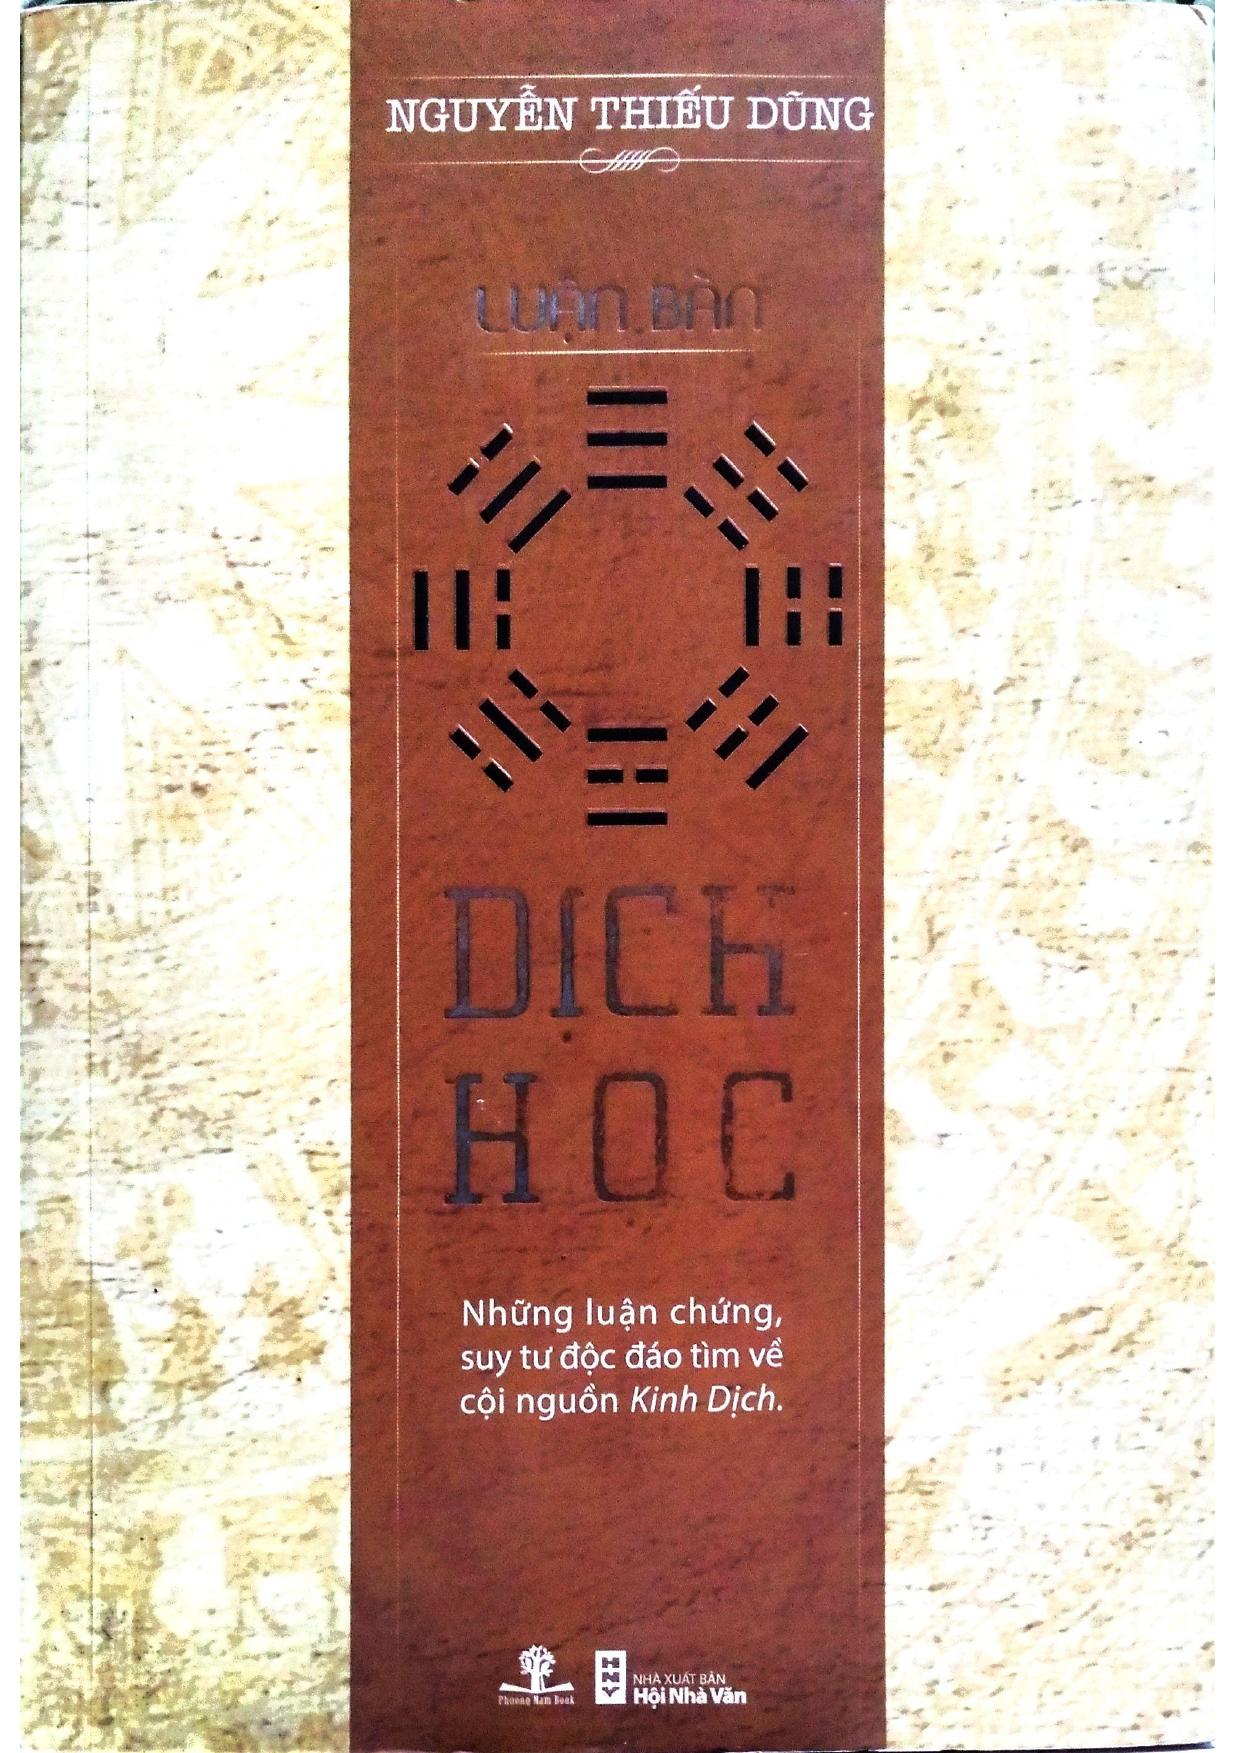 NGUYỄN THIẾU DŨNG
LUẬN BÀN
DỊCH
HỌC
Những luận chứng,
suy tư độc đáo tìm về
cội nguồn Kinh Dịch.
Phuong Nam Book
HNV
NHÀ XUẤT BẢN
Hội Nhà Văn